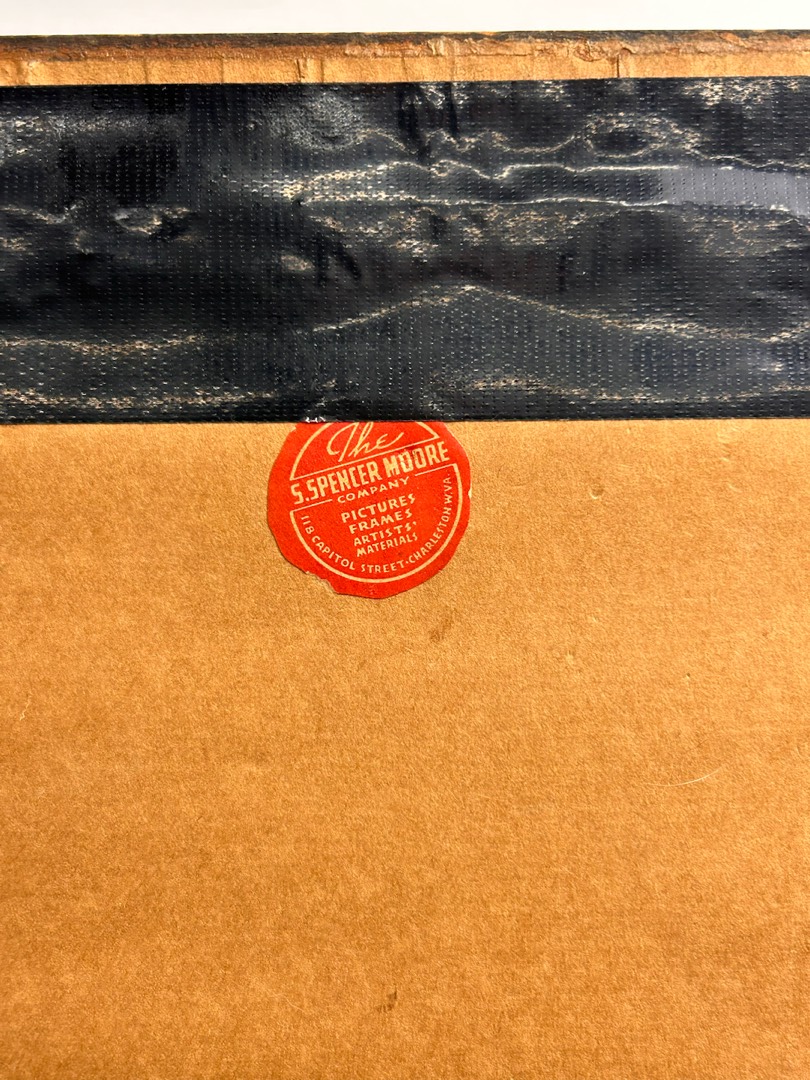 The
S. SPENCER MOORE
COMPANY
PICTURES
FRAMES
ARTISTS'
MATERIALS
118 CAPITOL STREET·CHARLESTON W.VA.